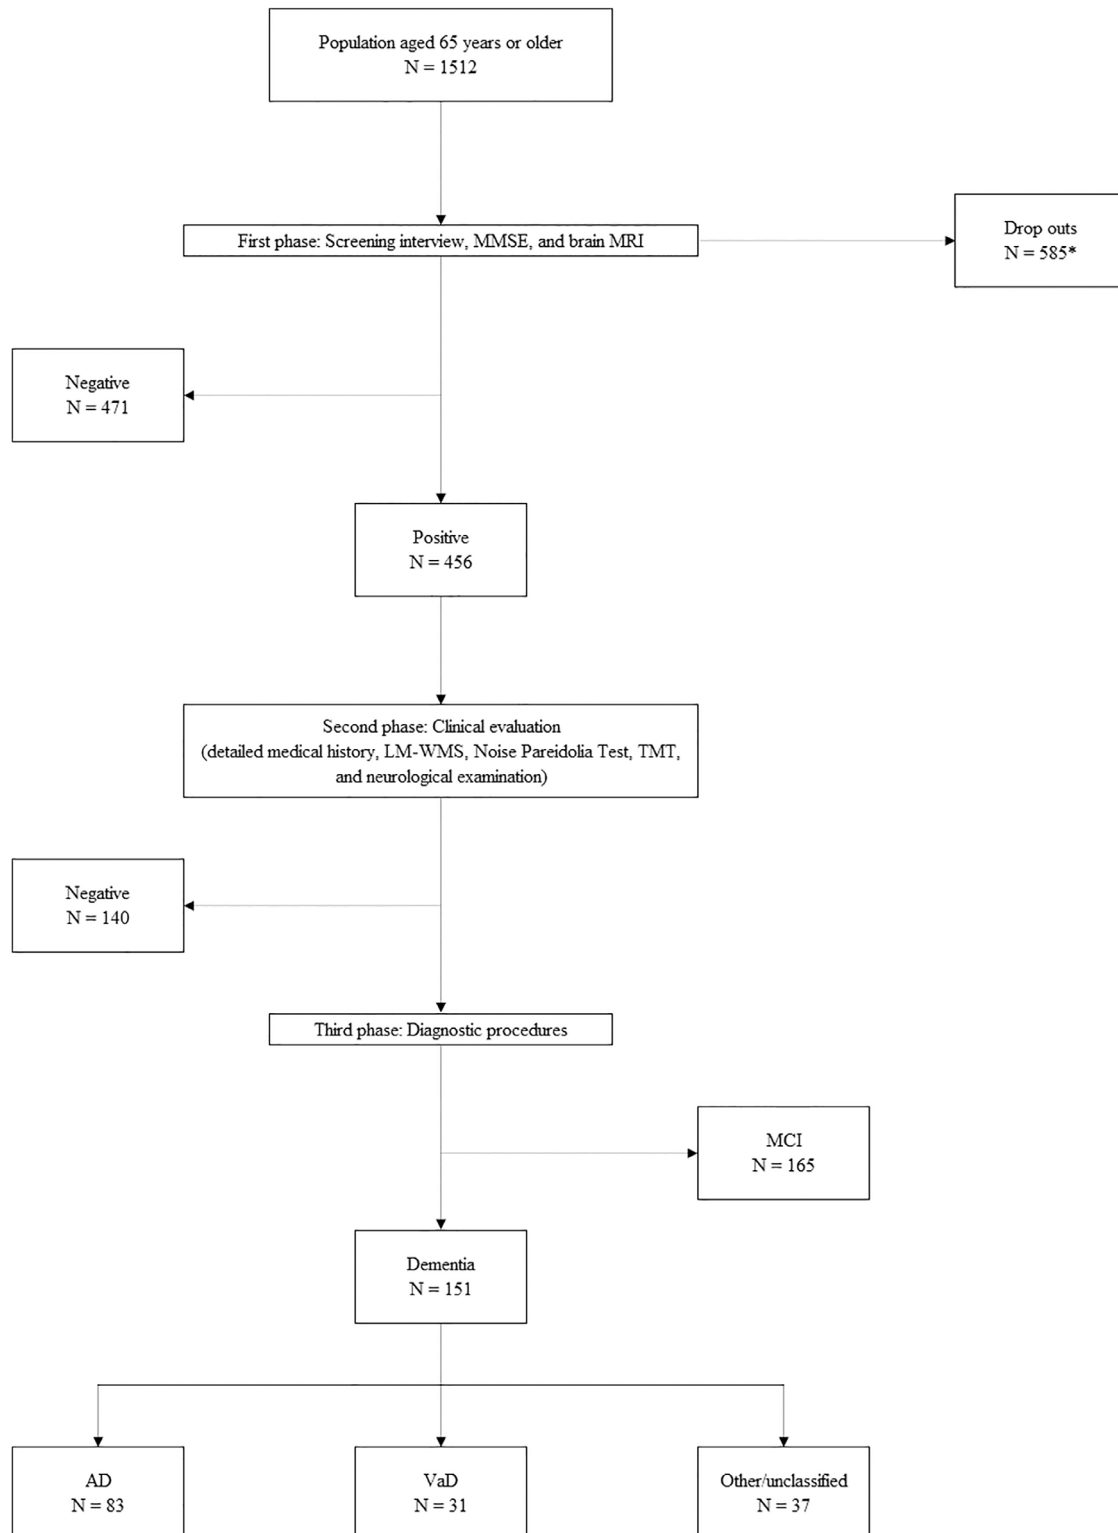 Population aged 65 years or older
N = 1512
First phase: Screening interview, MMSE, and brain MRI
Drop outs
N = 585*
Negative
N = 471
Positive
N = 456
Second phase: Clinical evaluation
(detailed medical history, LM-WMS, Noise Pareidolia Test, TMT,
and neurological examination)
Negative
N = 140
Third phase: Diagnostic procedures
MCI
N = 165
Dementia
N = 151
AD
N = 83
VaD
N = 31
Other/unclassified
N = 37